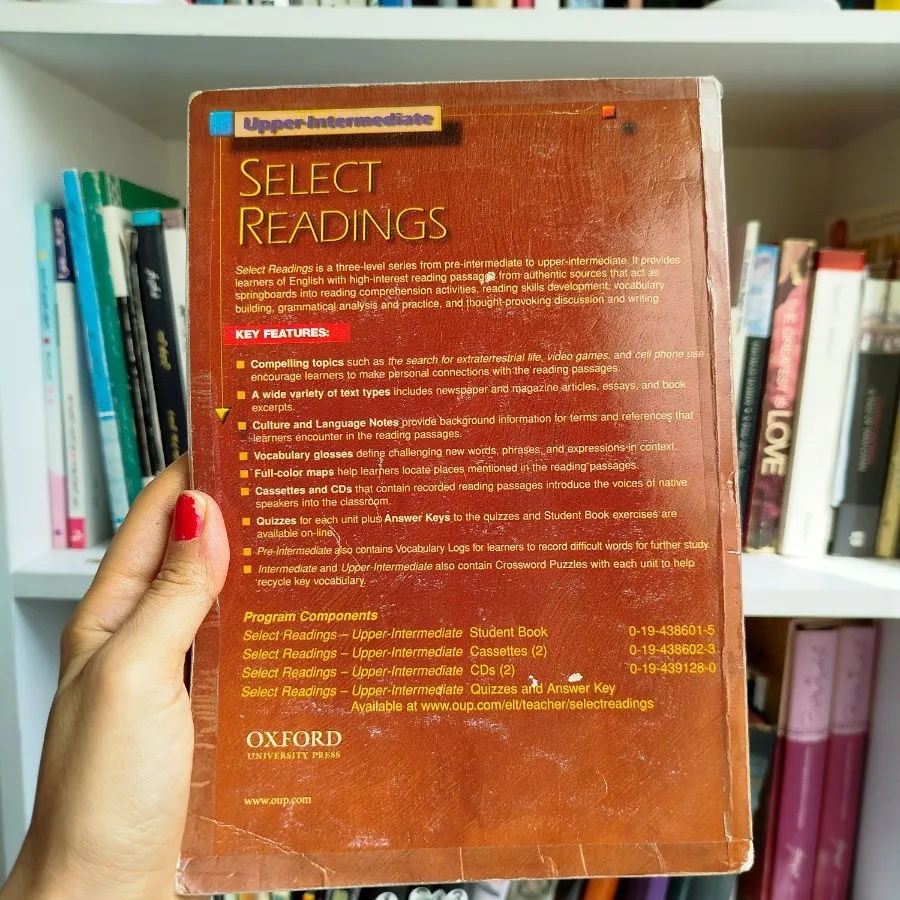 Upper-Intermediate
SELECT
READINGS
Select Readings is a three-level series from pre-intermediate to upper-intermediate. It provides
learners of English with high-interest reading passages from authentic sources that act as
springboards into reading comprehension activities, reading skills development, vocabulary
building, grammatical analysis and practice, and thought-provoking discussion and writing.
KEY FEATURES:
Compelling topics such as the search for extraterrestrial life, video games, and cell phone use
encourage learners to make personal connections with the reading passages.
A wide variety of text types includes newspaper and magazine articles, essays, and book
excerpts.
Culture and Language Notes provide background information for terms and references that
learners encounter in the reading passages.
Vocabulary glosses define challenging new words, phrases, and expressions in context.
Full-color maps help learners locate places mentioned in the reading passages.
Cassettes and CDs that contain recorded reading passages introduce the voices of native
speakers into the classroom.
Quizzes for each unit plus Answer Keys to the quizzes and Student Book exercises are
available on-line.
Pre-Intermediate also contains Vocabulary Logs for learners to record difficult words for further study.
Intermediate and Upper-Intermediate also contain Crossword Puzzles with each unit to help
recycle key vocabulary.
Program Components
Select Readings – Upper-Intermediate Student Book 0-19-438601-5
Select Readings – Upper-Intermediate Cassettes (2) 0-19-438602-3
Select Readings – Upper-Intermediate CDs (2) 0-19-439128-0
Select Readings – Upper-Intermediate Quizzes and Answer Key
Available at www.oup.com/elt/teacher/selectreadings
OXFORD
UNIVERSITY PRESS
www.oup.com
LOVE